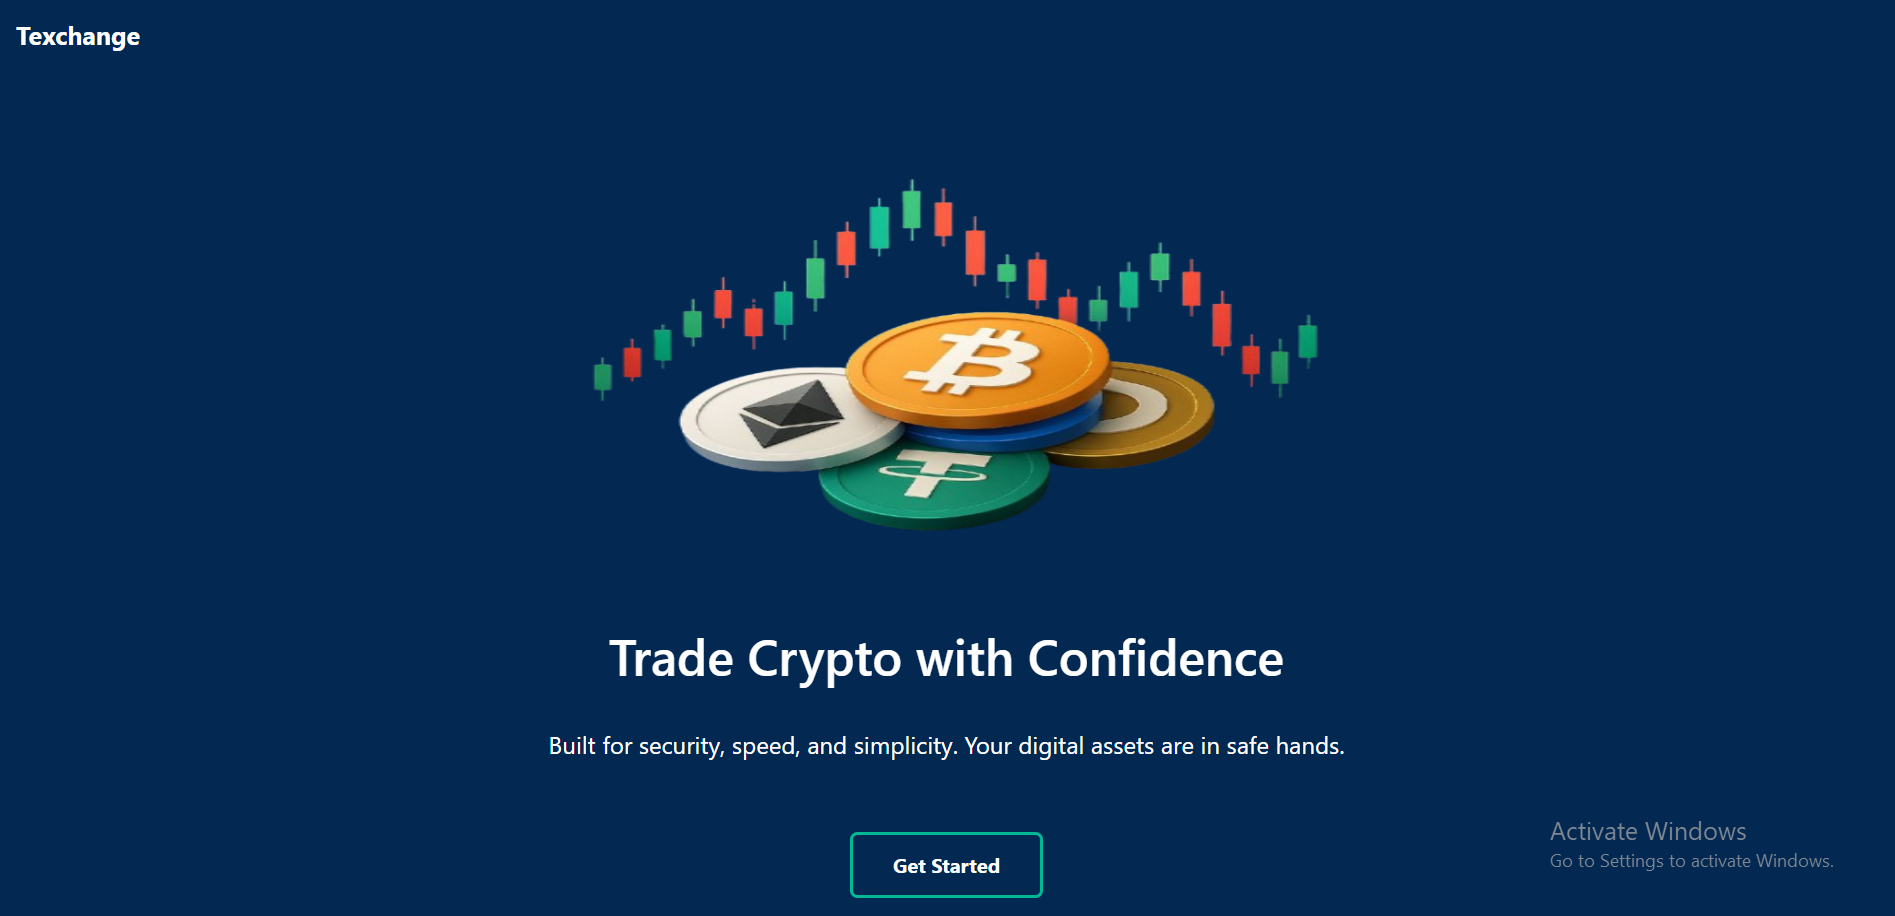 Texchange
Trade Crypto with Confidence
Built for security, speed, and simplicity. Your digital assets are in safe hands.
Get Started
Activate Windows
Go to Settings to activate Windows.